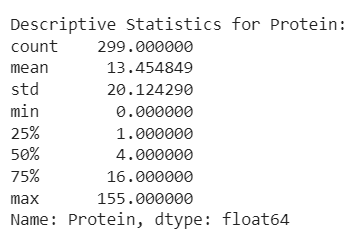 Descriptive Statistics for Protein:
count    299.000000
mean      13.454849
std       20.124290
min        0.000000
25%        1.000000
50%        4.000000
75%       16.000000
max      155.000000
Name: Protein, dtype: float64